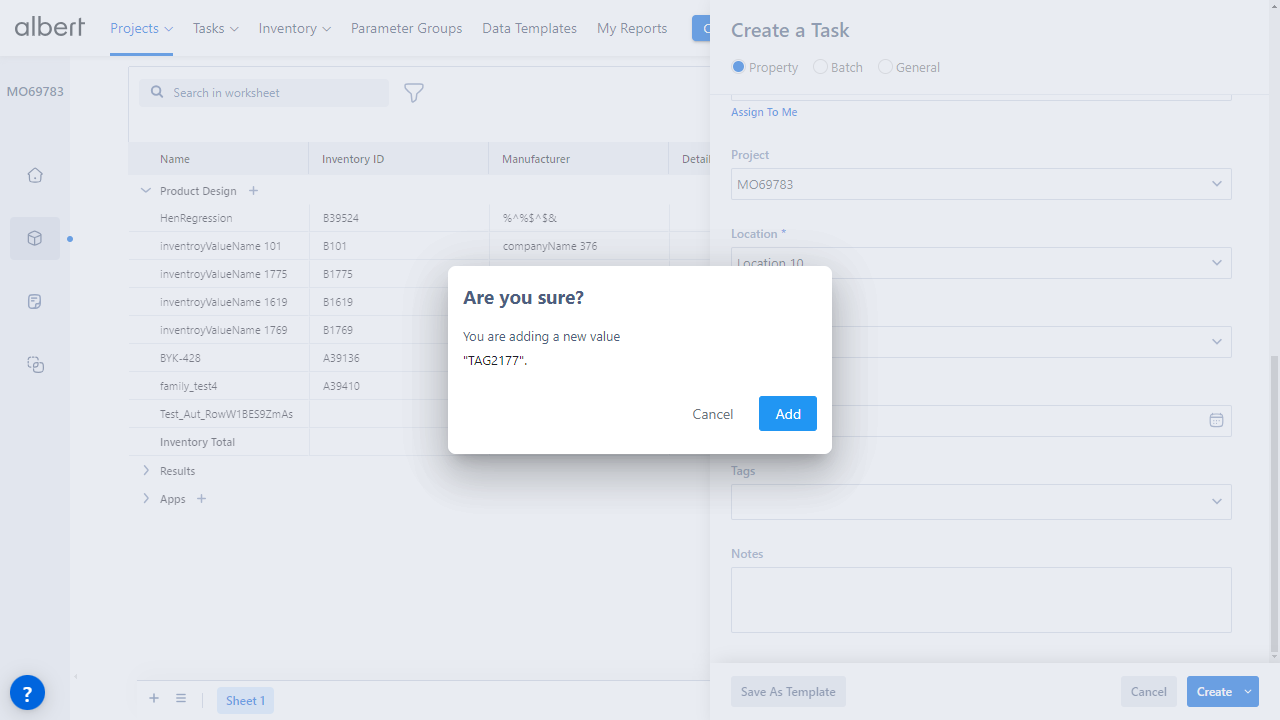 albert
Projects
Tasks
Inventory
Parameter Groups
Data Templates
My Reports
MO69783
Search in worksheet
Name
Inventory ID
Manufacturer
Product Design
HenRegression
B39524
%^%$^$&
inventroyValueName 101
B101
companyName 376
inventroyValueName 1775
B1775
inventroyValueName 1619
B1619
inventroyValueName 1769
B1769
BYK-428
A39136
family_test4
A39410
Test_Aut_RowW1BES9ZmAs
Inventory Total
Results
Apps
Sheet 1
?
Create a Task
Property
Batch
General
Assign To Me
Project
MO69783
Location *
Location 10
Tags
Notes
Save As Template
Cancel
Create
Are you sure?
You are adding a new value
"TAG2177".
Cancel
Add